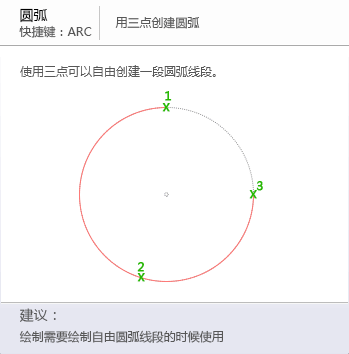 圆弧
快捷键：ARC
用三点创建圆弧
使用三点可以自由创建一段圆弧线段。
1
3
2
建议：
绘制需要绘制自由圆弧线段的时候使用